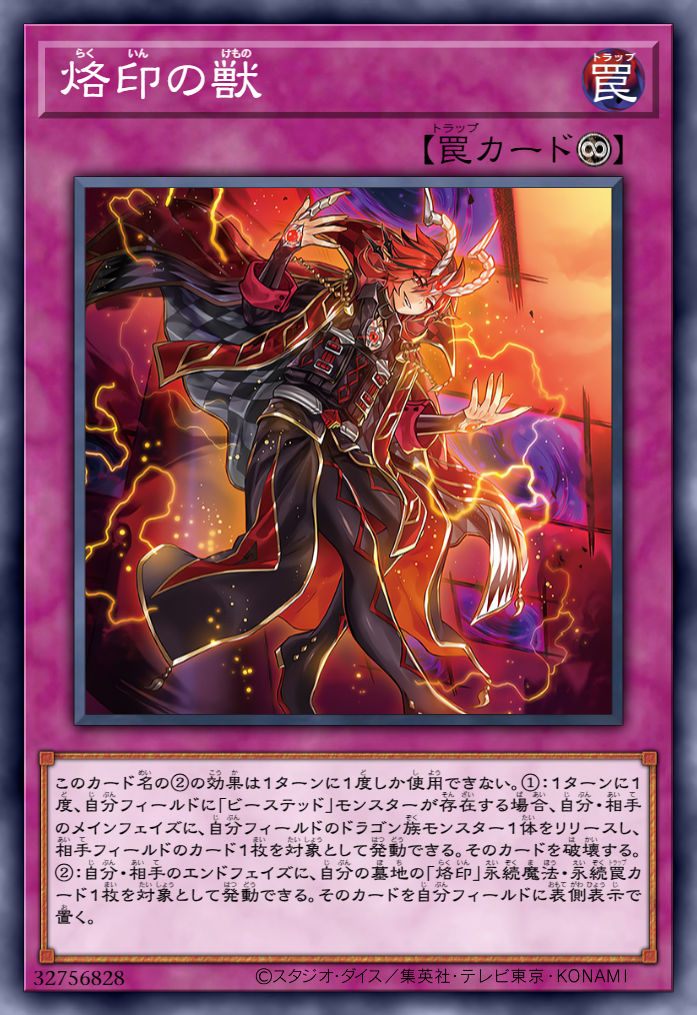 烙印の獣
罠
【罠カード】
このカード名の②の効果は1ターンに1度しか使用できない。①：1ターンに1
度、自分フィールドに「ビーステッド」モンスターが存在する場合、自分・相手
のメインフェイズに、自分フィールドのドラゴン族モンスター1体をリリースし、
相手フィールドのカード1枚を対象として発動できる。そのカードを破壊する。
②：自分・相手のエンドフェイズに、自分の墓地の「烙印」永続魔法・永続罠カ
ード1枚を対象として発動できる。そのカードを自分フィールドに表側表示で
置く。
32756828 ©スタジオ・ダイス／集英社・テレビ東京・KONAMI